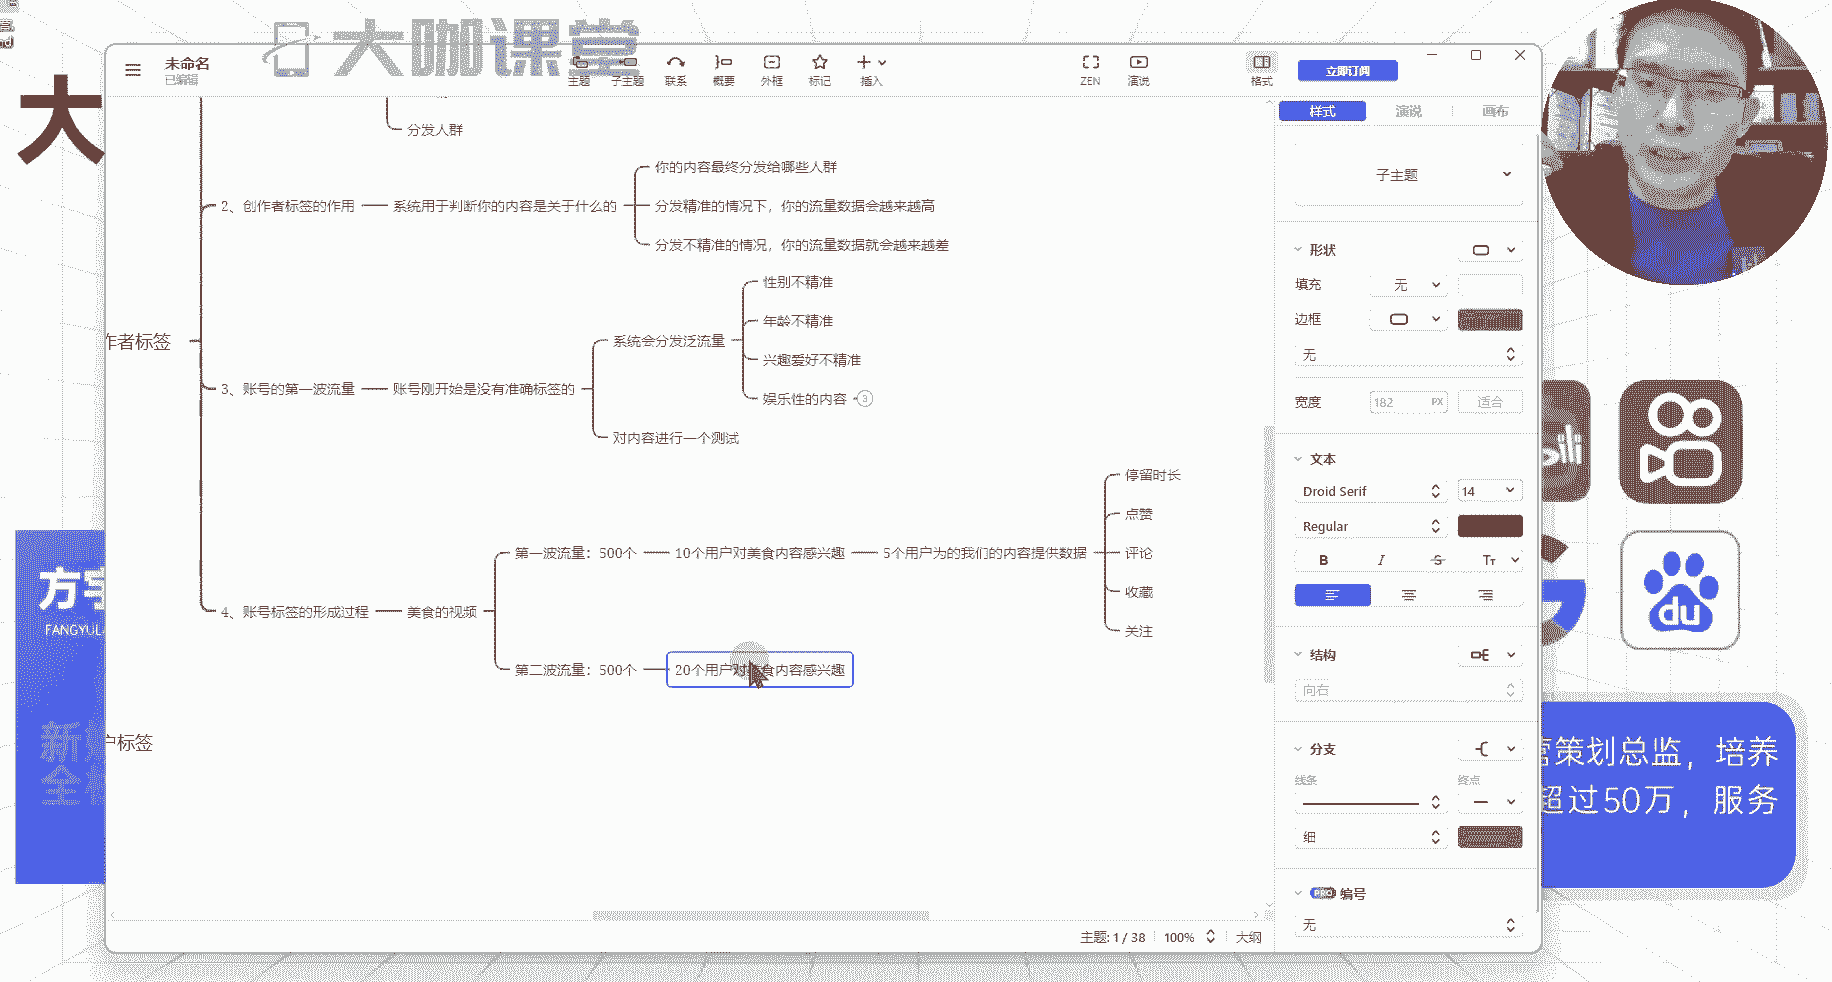 大咖课堂
大
未命名
已编辑
主题
子主题
联系
概要
外框
标记
插入
ZEN
演说
格式
立即订阅
样式
演说
画布
分发人群
你的内容最终分发给哪些人群
2、创作者标签的作用
系统用于判断你的内容是关于什么的
分发精准的情况下，你的流量数据会越来越高
分发不精准的情况，你的流量数据就会越来越差
性别不精准
年龄不精准
作者标签
系统会分发泛流量
兴趣爱好不精准
3、账号的第一波流量
账号刚开始是没有准确标签的
娱乐性的内容
3
对内容进行一个测试
停留时长
点赞
第一波流量：500个
10个用户对美食内容感兴趣
5个用户为的我们的内容提供数据
评论
收藏
4、账号标签的形成过程
美食的视频
关注
第二波流量：500个
20个用户对美食内容感兴趣
户标签
子主题
形状
填充
无
边框
无
宽度
182
PX
适合
文本
Droid Serif
14
Regular
B
I
S
Tт
结构
向右
分支
线条
终点
细
PRO
编号
无
主题: 1 / 38
100%
大纲
方宇
FANGYUL
新
全
ili
du
营策划总监，培养
超过50万，服务